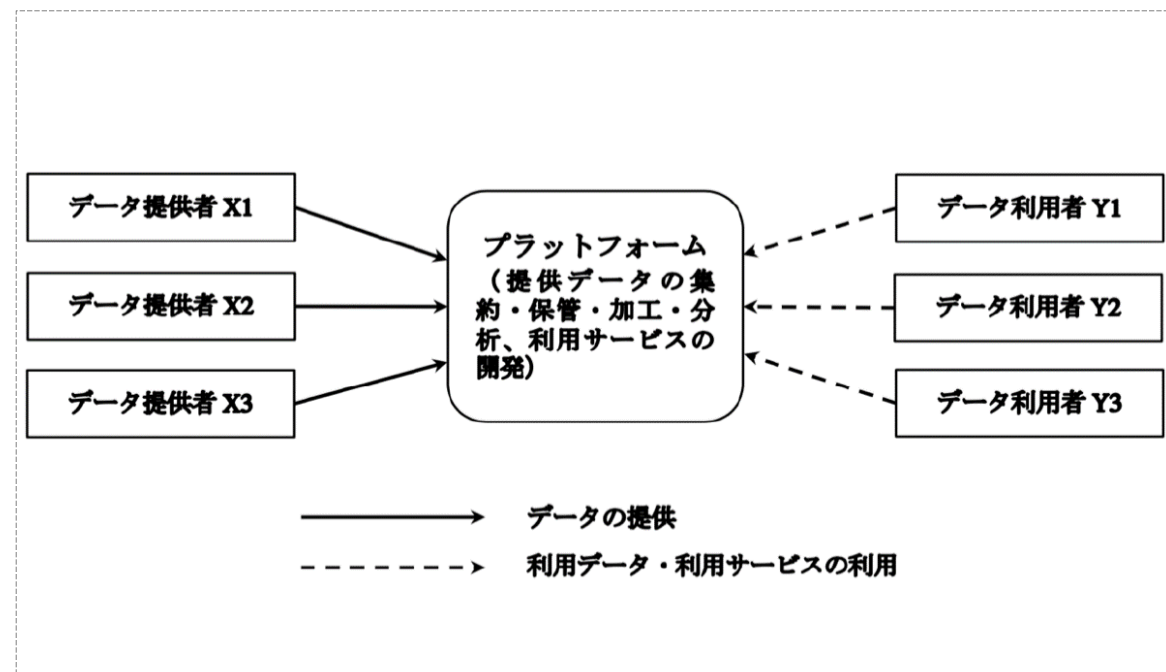 データ提供者 X1
データ提供者 X2
データ提供者 X3
プラットフォーム
（提供データの集
約・保管・加工・分
析、利用サービスの
開発）
データ利用者 Y1
データ利用者 Y2
データ利用者 Y3
データの提供
利用データ・利用サービスの利用